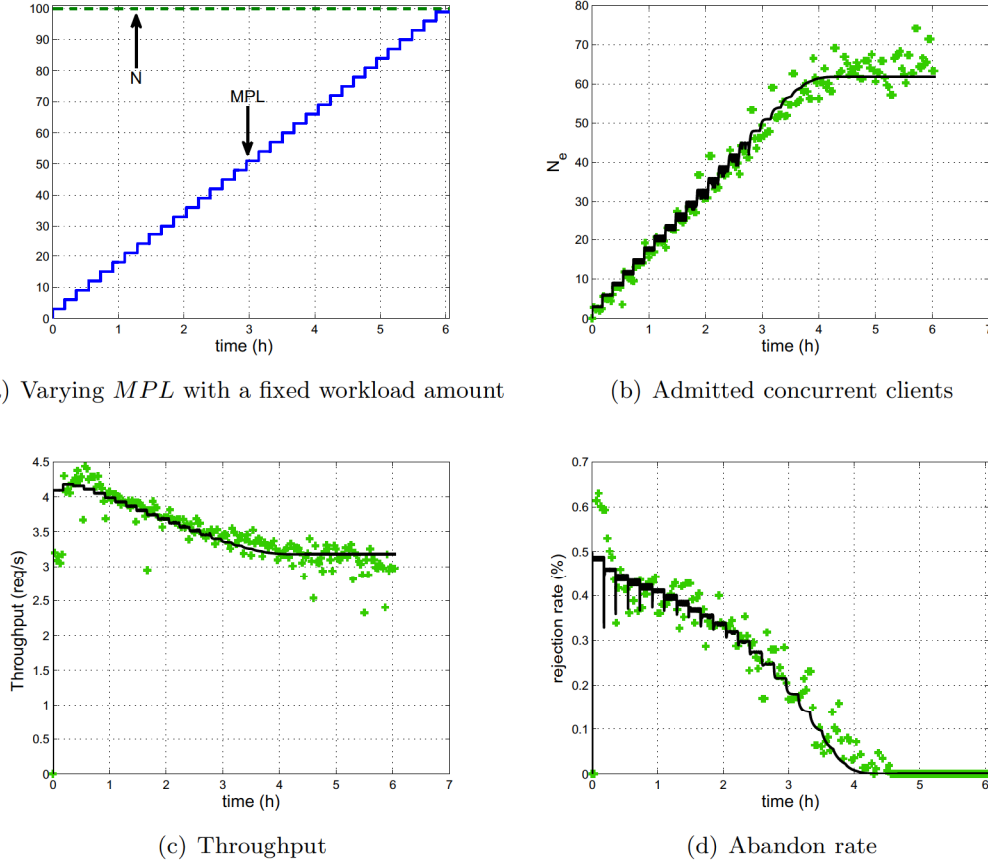 100
90
80
70
60
50
40
30
20
10
0
N
MPL
0 1 2 3 4 5 6
time (h)
) Varying MPL with a fixed workload amount
80
70
60
50
40
30
20
10
0
N_e
0 1 2 3 4 5 6 7
time (h)
(b) Admitted concurrent clients
4.5
4
3.5
3
2.5
2
1.5
1
0.5
0
Throughput (req/s)
0 1 2 3 4 5 6 7
time (h)
(c) Throughput
0.7
0.6
0.5
0.4
0.3
0.2
0.1
0
rejection rate (%)
0 1 2 3 4 5 6
time (h)
(d) Abandon rate